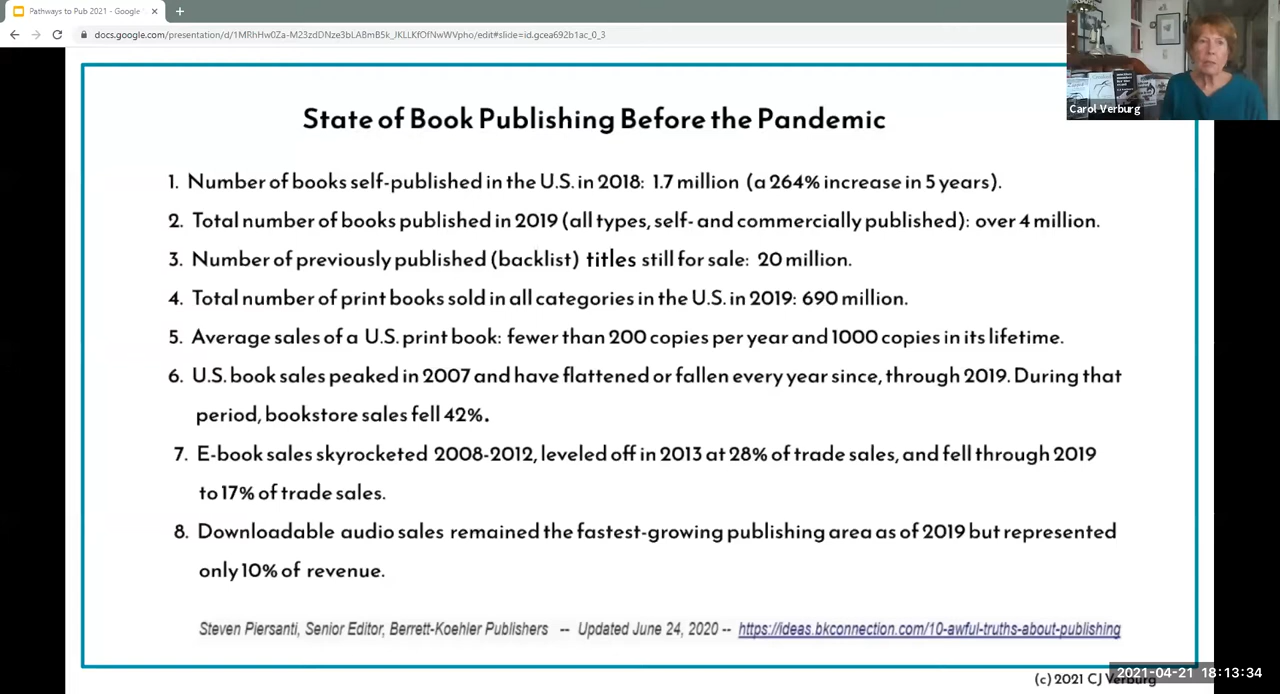 Pathways to Pub 2021 - Google
docs.google.com/presentation/d/1MRhHw0Za-M23zdDNze3bLABmB5k_JKLLKfOfNwWVpho/edit#slide=id.gcea692b1ac_0_3
Carol Verburg
State of Book Publishing Before the Pandemic
1. Number of books self-published in the U.S. in 2018: 1.7 million (a 264% increase in 5 years).
2. Total number of books published in 2019 (all types, self- and commercially published): over 4 million.
3. Number of previously published (backlist) titles still for sale: 20 million.
4. Total number of print books sold in all categories in the U.S. in 2019: 690 million.
5. Average sales of a U.S. print book: fewer than 200 copies per year and 1000 copies in its lifetime.
6. U.S. book sales peaked in 2007 and have flattened or fallen every year since, through 2019. During that
period, bookstore sales fell 42%.
7. E-book sales skyrocketed 2008-2012, leveled off in 2013 at 28% of trade sales, and fell through 2019
to 17% of trade sales.
8. Downloadable audio sales remained the fastest-growing publishing area as of 2019 but represented
only 10% of revenue.
Steven Piersanti, Senior Editor, Berrett-Koehler Publishers -- Updated June 24, 2020 -- https://ideas.bkconnection.com/10-awful-truths-about-publishing
2021-04-21 18:13:34
(c) 2021 CJ Verburg